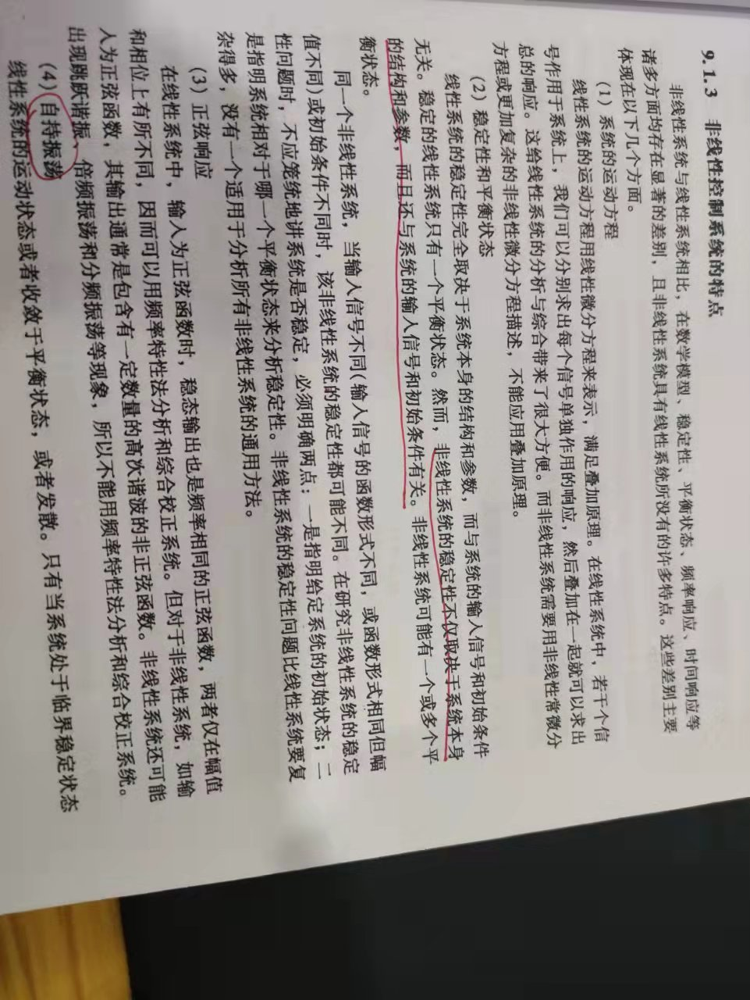 9.1.3 非线性控制系统的特点
非线性系统与线性系统相比，在数学模型、稳定性、平衡状态、频率响应、时间响应等
诸多方面均存在显著的差别，且非线性系统具有线性系统所没有的许多特点。这些差别主要
体现在以下几个方面。
(1) 系统的运动方程
线性系统的运动方程用线性微分方程来表示，满足叠加原理。在线性系统中，若干个信
号作用于系统上，我们可以分别求出每个信号单独作用的响应，然后叠加在一起就可以求出
总的响应。这给线性系统的分析与综合带来了很大方便。而非线性系统需要用非线性常微分
方程或更加复杂的非线性微分方程描述，不能应用叠加原理。
(2) 稳定性和平衡状态
线性系统的稳定性完全取决于系统本身的结构和参数，而与系统的输入信号和初始条件
无关。稳定的线性系统只有一个平衡状态。然而，非线性系统的稳定性不仅取决于系统本身
的结构和参数，而且还与系统的输入信号和初始条件有关。非线性系统可能有一个或多个平
衡状态。
同一个非线性系统，当输入信号不同(输入信号的函数形式不同，或函数形式相同但幅
值不同)或初始条件不同时，该非线性系统的稳定性都可能不同。在研究非线性系统的稳定
性问题时，不应笼统地讲系统是否稳定，必须明确两点：一是指明给定系统的初始状态；二
是指明系统相对于哪一个平衡状态来分析稳定性。非线性系统的稳定性问题比线性系统要复
杂得多，没有一个适用于分析所有非线性系统的通用方法。
(3) 正弦响应
在线性系统中，输入为正弦函数时，稳态输出也是频率相同的正弦函数，两者仅在幅值
和相位上有所不同，因而可以用频率特性法分析和综合校正系统。但对于非线性系统，如输
入为正弦函数，其输出通常是包含有一定数量的高次谐波的非正弦函数。非线性系统还可能
出现跳跃谐振、倍频振荡和分频振荡等现象，所以不能用频率特性法分析和综合校正系统。
(4) 自持振荡
线性系统的运动状态或者收敛于平衡状态，或者发散。只有当系统处于临界稳定状态